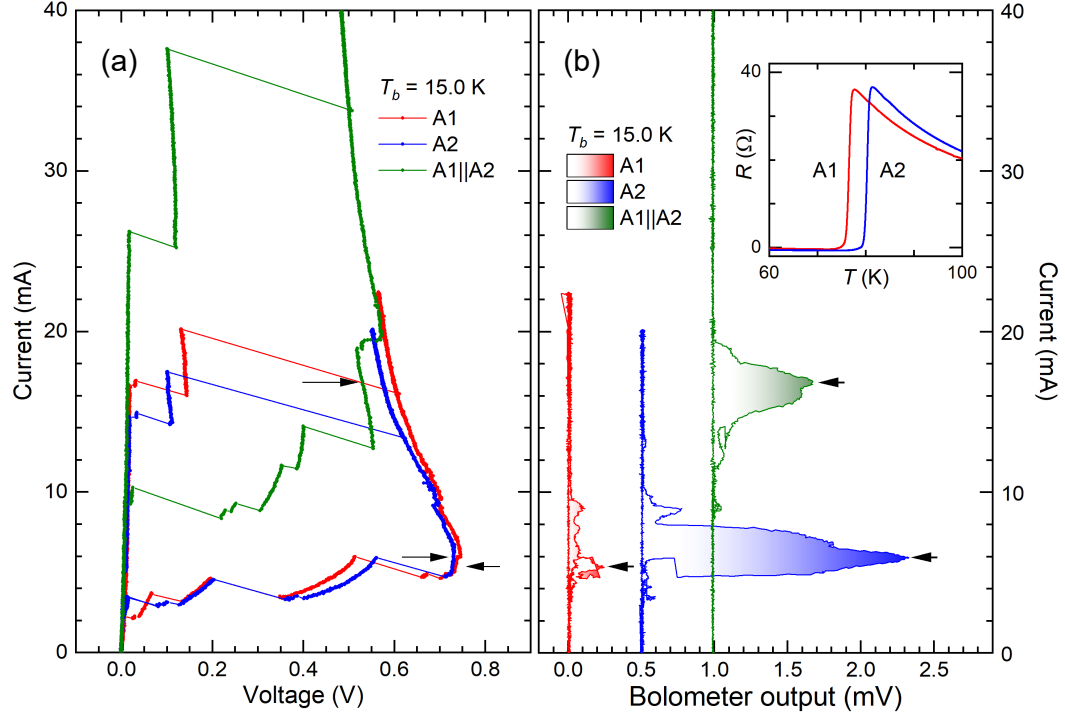 (a)
T_b = 15.0 K
A1
A2
A1||A2
Current (mA)
40
30
20
10
0
0.0 0.2 0.4 0.6 0.8
Voltage (V)
(b)
T_b = 15.0 K
A1
A2
A1||A2
R (Ω)
40
0
A1 A2
60 T (K) 100
40
30
20
10
0
Current (mA)
0.0 0.5 1.0 1.5 2.0 2.5
Bolometer output (mV)